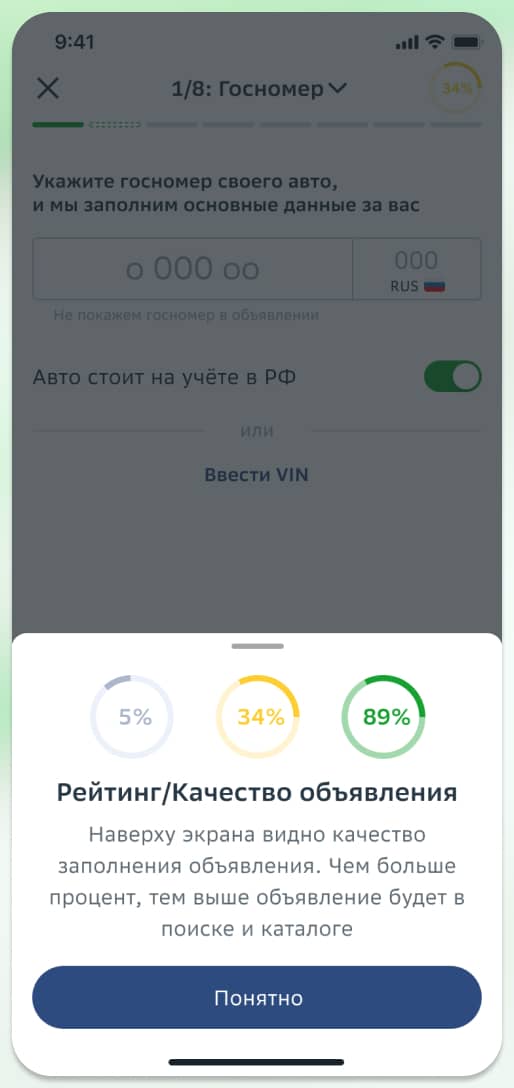 9:41
1/8: Госномер
34%
Укажите госномер своего авто,
и мы заполним основные данные за вас
о 000 оо
000
RUS
Не покажем госномер в объявлении
Авто стоит на учёте в РФ
или
Ввести VIN
5%
34%
89%
Рейтинг/Качество объявления
Наверху экрана видно качество
заполнения объявления. Чем больше
процент, тем выше объявление будет в
поиске и каталоге
Понятно